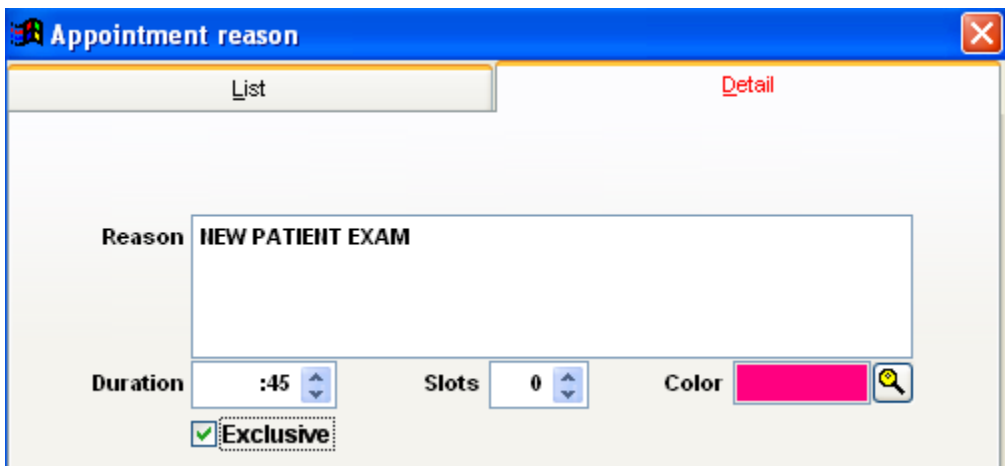 Appointment reason
List Detail
Reason NEW PATIENT EXAM
Duration :45 Slots 0 Color
Exclusive